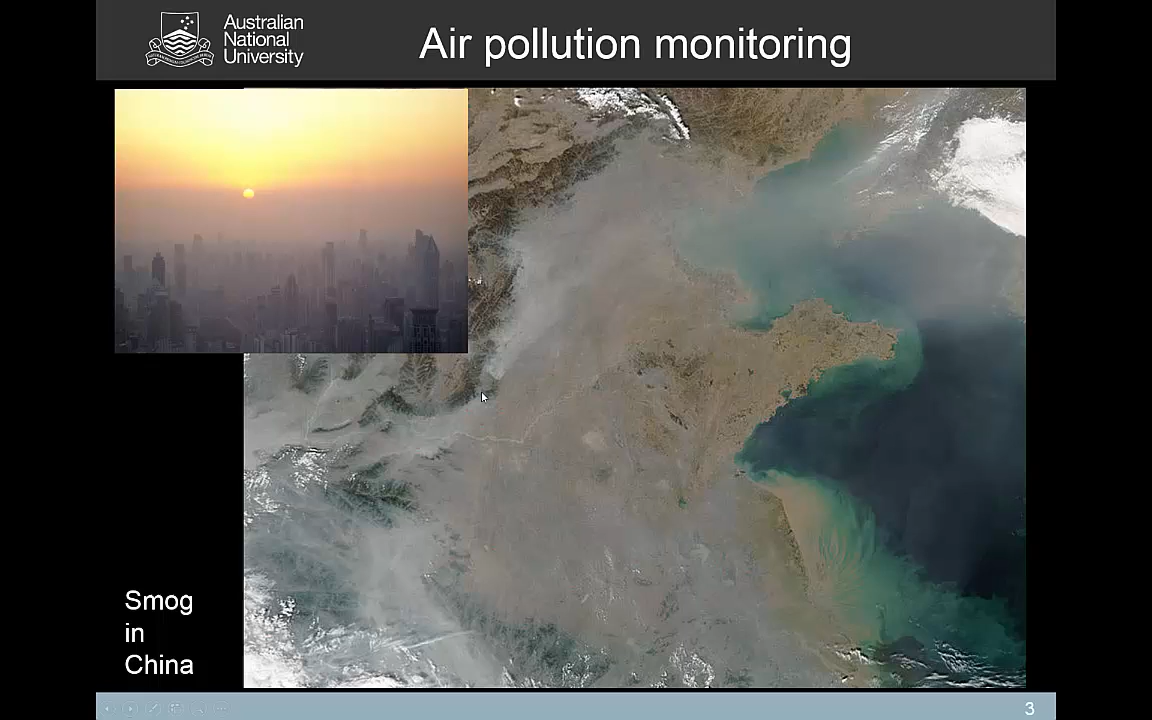 Australian
National
University
Air pollution monitoring
Smog
in
China
3